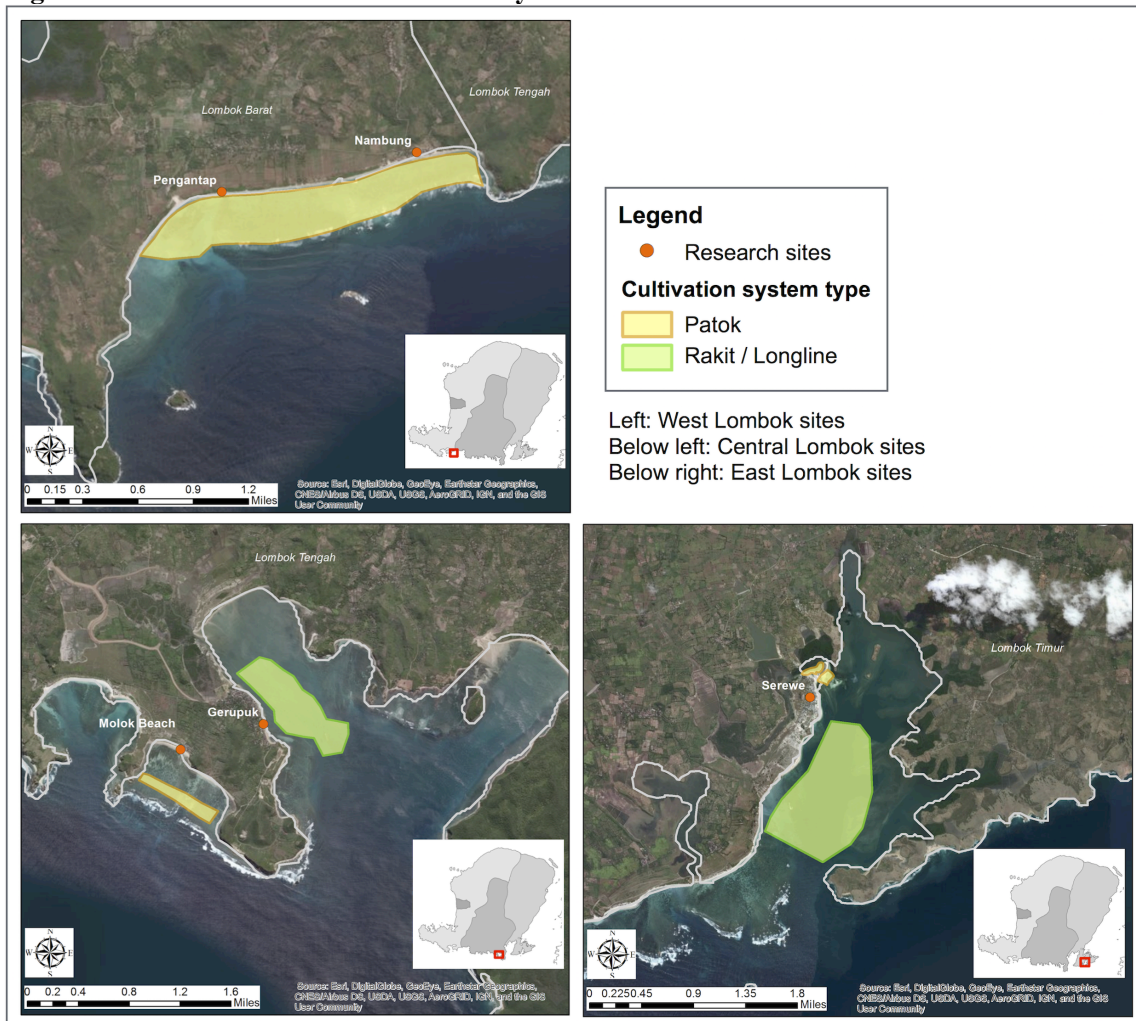 Lombok Barat
Lombok Tengah
Nambung
Pengantap
N
W E
S
0 0.15 0.3 0.6 0.9 1.2
Miles
Source: Esri, DigitalGlobe, GeoEye, Earthstar Geographics,
CNES/Airbus DS, USDA, USGS, AeroGRID, IGN, and the GIS
User Community
Legend
Research sites
Cultivation system type
Patok
Rakit / Longline
Left: West Lombok sites
Below left: Central Lombok sites
Below right: East Lombok sites
Lombok Tengah
Gerupuk
Molok Beach
N
W E
S
0 0.2 0.4 0.8 1.2 1.6
Miles
Source: Esri, DigitalGlobe, GeoEye, Earthstar Geographics,
CNES/Airbus DS, USDA, USGS, AeroGRID, IGN, and the GIS
User Community
Lombok Timur
Serewe
N
W E
S
0 0.225 0.45 0.9 1.35 1.8
Miles
Source: Esri, DigitalGlobe, GeoEye, Earthstar Geographics,
CNES/Airbus DS, USDA, USGS, AeroGRID, IGN, and the GIS
User Community